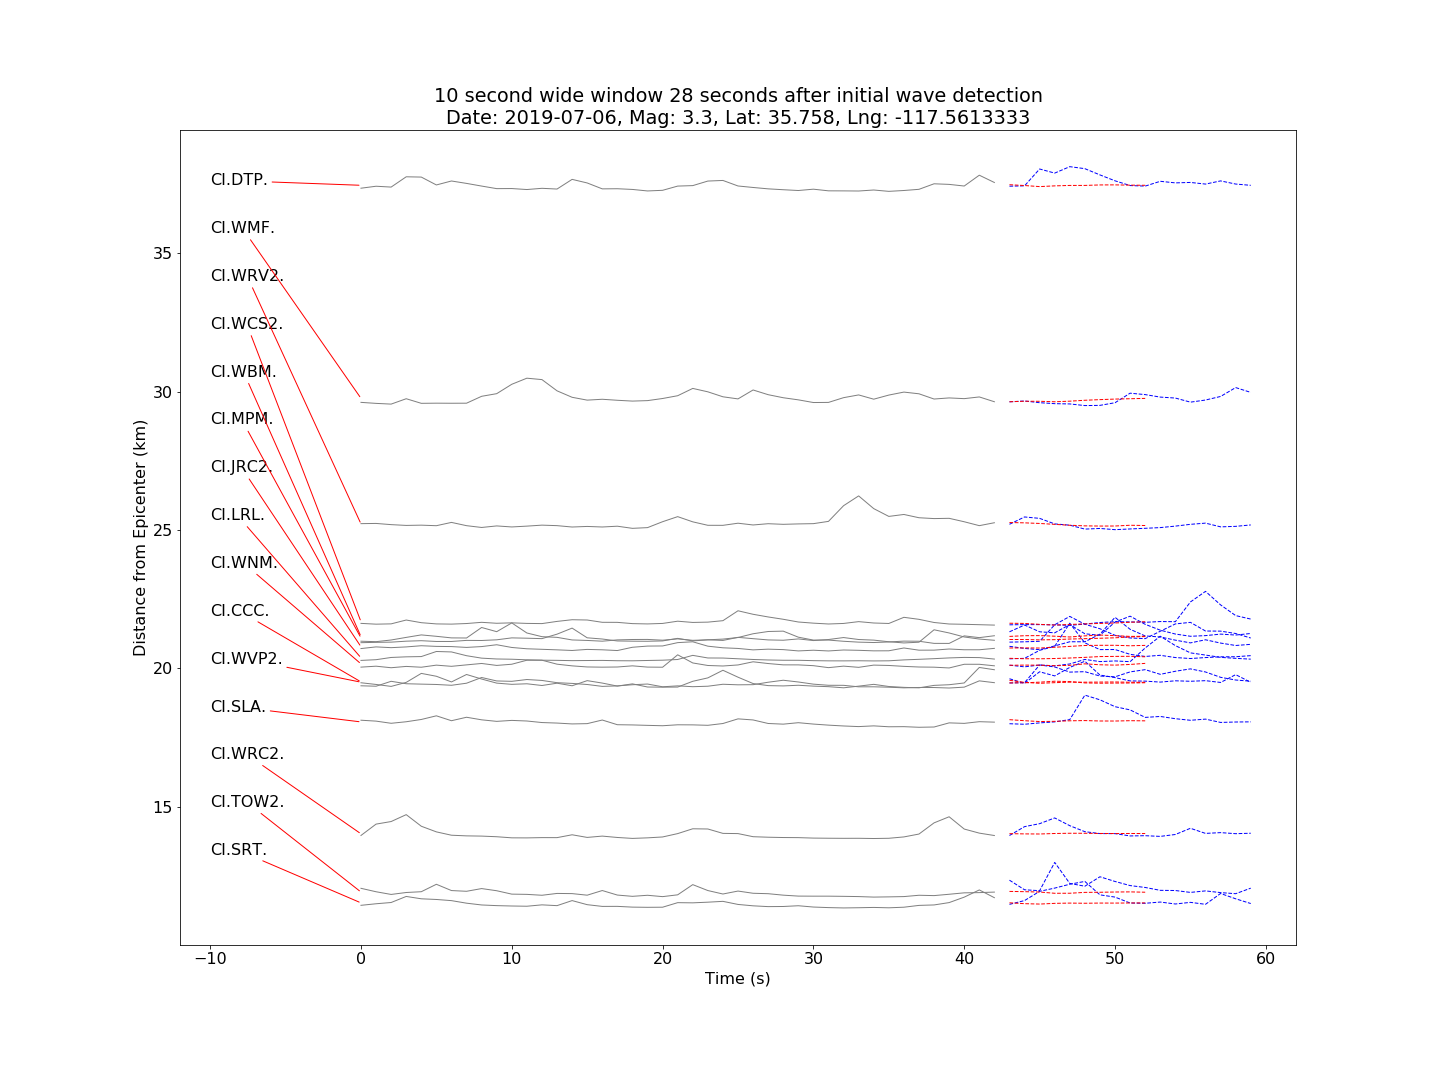 10 second wide window 28 seconds after initial wave detection
Date: 2019-07-06, Mag: 3.3, Lat: 35.758, Lng: -117.5613333
CI.DTP.
CI.WMF.
CI.WRV2.
CI.WCS2.
CI.WBM.
CI.MPM.
CI.JRC2.
CI.LRL.
CI.WNM.
CI.CCC.
CI.WVP2.
CI.SLA.
CI.WRC2.
CI.TOW2.
CI.SRT.
35
30
25
20
15
Distance from Epicenter (km)
−10 0 10 20 30 40 50 60
Time (s)